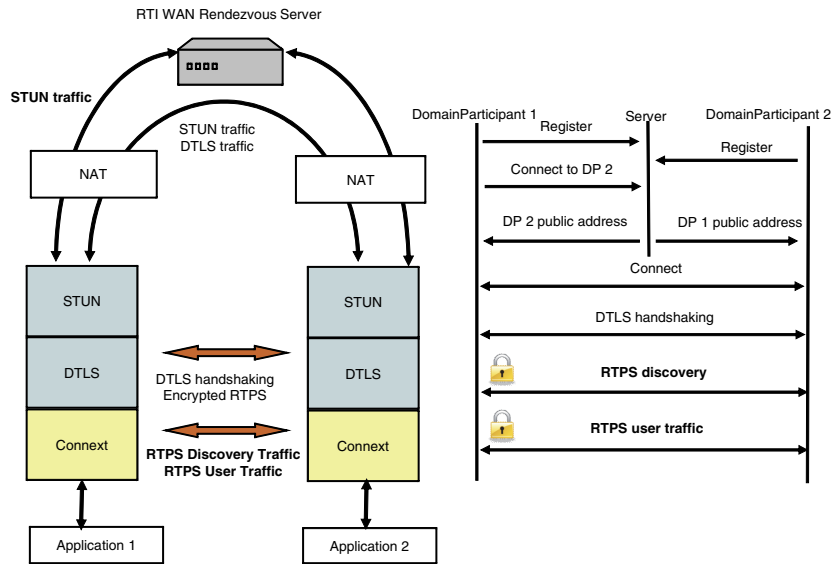 RTI WAN Rendezvous Server
STUN traffic
STUN traffic
DTLS traffic
NAT
NAT
STUN
STUN
DTLS
DTLS
DTLS handshaking
Encrypted RTPS
Connext
Connext
RTPS Discovery Traffic
RTPS User Traffic
Application 1
Application 2
DomainParticipant 1
Server
DomainParticipant 2
Register
Register
Connect to DP 2
DP 2 public address
DP 1 public address
Connect
DTLS handshaking
RTPS discovery
RTPS user traffic